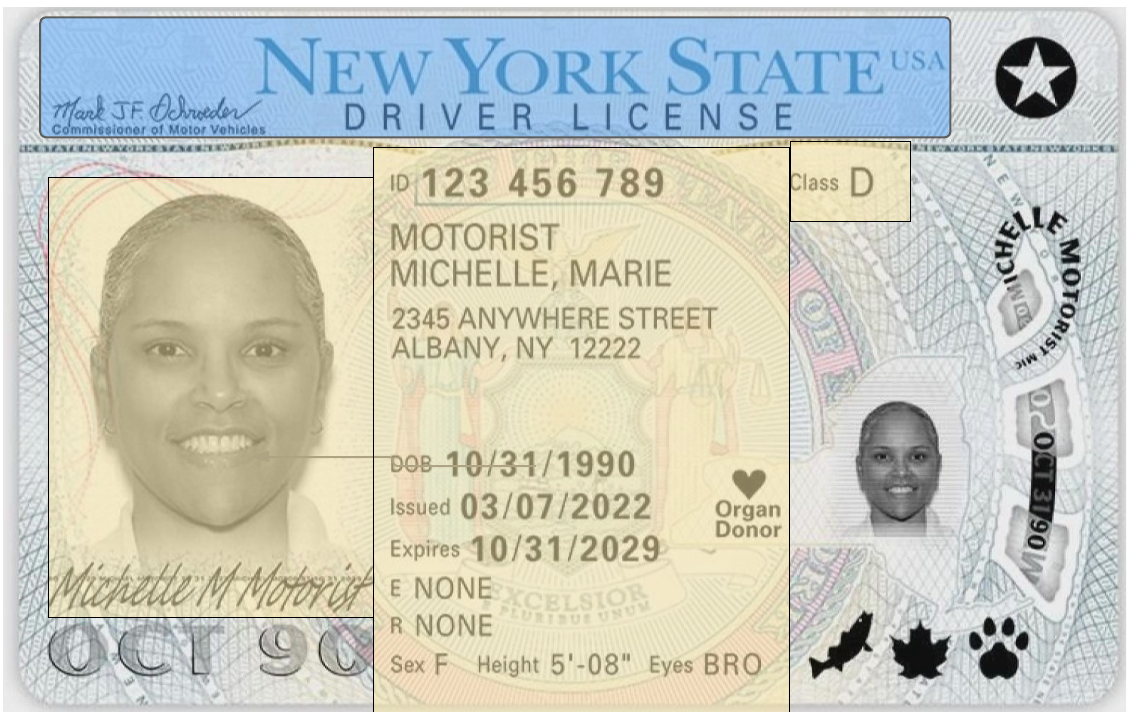 NEW YORK STATE USA
Mark J.F. Schroeder
Commissioner of Motor Vehicles
DRIVER LICENSE
ID 123 456 789
Class D
MOTORIST
MICHELLE, MARIE
2345 ANYWHERE STREET
ALBANY, NY 12222
DOB 10/31/1990
Issued 03/07/2022
Expires 10/31/2029
Organ
Donor
E NONE
R NONE
Sex F Height 5'-08" Eyes BRO
Michelle M Motorist
OCT 90
EXCELSIOR
PLURIBUS UNUM
MICHELLE MOTORIST MIC
OCT 31 90